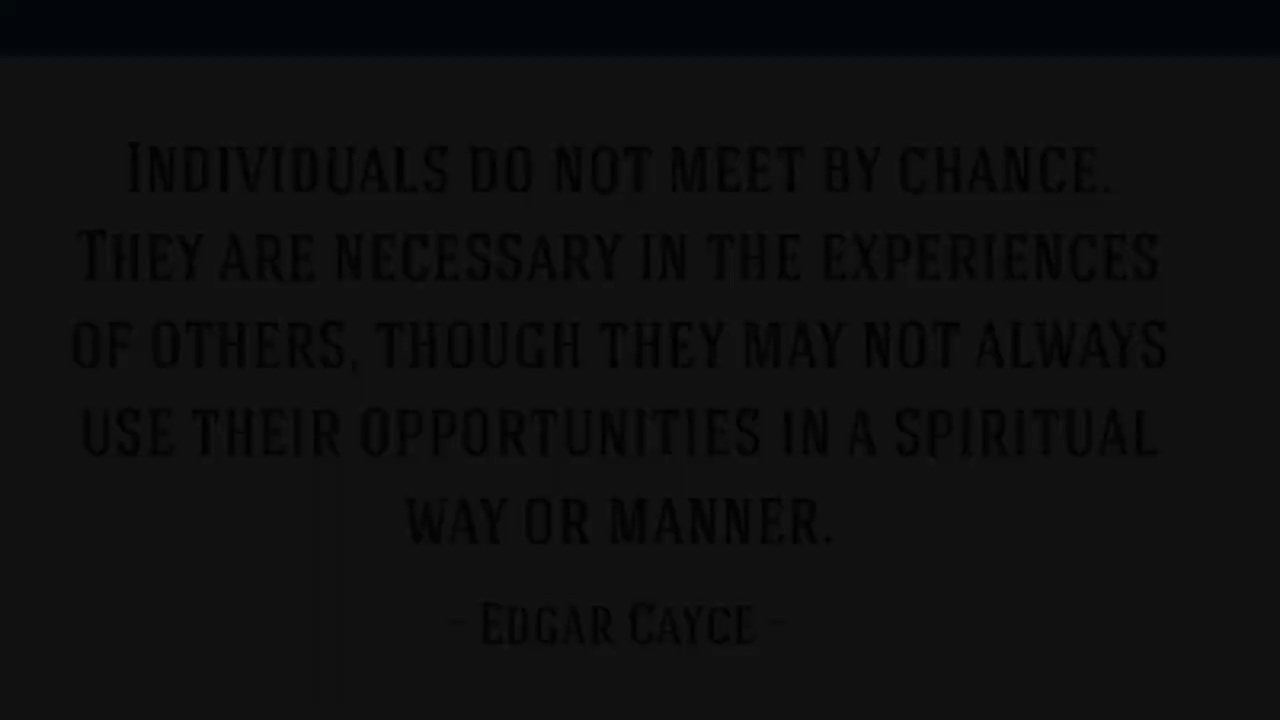 Individuals do not meet by chance.
They are necessary in the experiences
of others, though they may not always
use their opportunities in a spiritual
way or manner.
- Edgar Cayce -